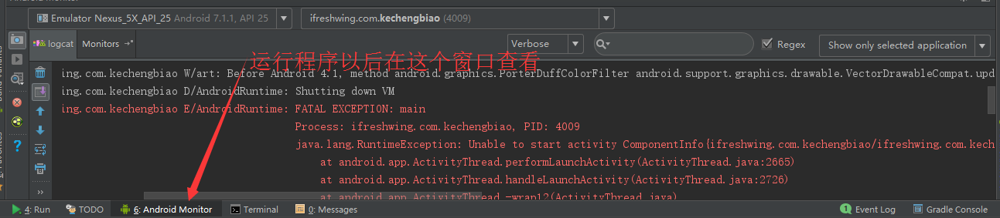 Emulator Nexus_5X_API_25 Android 7.1.1, API 25
ifreshwing.com.kechengbiao (4009)
logcat
Monitors
Verbose
Regex
Show only selected application
运行程序以后在这个窗口查看
ing.com.kechengbiao W/art: Before Android 4.1, method android.graphics.PorterDuffColorFilter android.support.graphics.drawable.VectorDrawableCompat.upd
ing.com.kechengbiao D/AndroidRuntime: Shutting down VM
ing.com.kechengbiao E/AndroidRuntime: FATAL EXCEPTION: main
Process: ifreshwing.com.kechengbiao, PID: 4009
java.lang.RuntimeException: Unable to start activity ComponentInfo{ifreshwing.com.kechengbiao/ifreshwing.com.kech
at android.app.ActivityThread.performLaunchActivity(ActivityThread.java:2665)
at android.app.ActivityThread.handleLaunchActivity(ActivityThread.java:2726)
at android.app.ActivityThread.-wrap12(ActivityThread.java)
4: Run
TODO
6: Android Monitor
Terminal
0: Messages
1 Event Log
Gradle Console